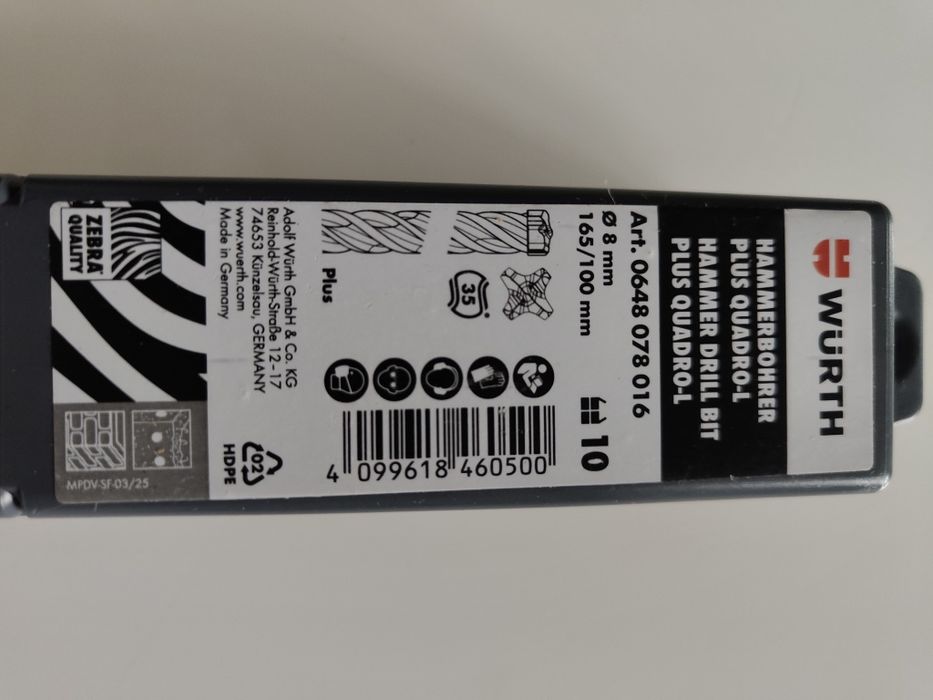 WÜRTH
HAMMERBOHRER
PLUS QUADRO-L
HAMMER DRILL BIT
PLUS QUADRO-L
Art. 0648 078 016
Ø 8 mm
165/100 mm
10
35°
Plus
4 099618 460500
Adolf Würth GmbH & Co. KG
Reinhold-Würth-Straße 12-17
74653 Künzelsau, GERMANY
www.wuerth.com
Made in Germany
02
HDPE
ZEBRA®
QUALITY
MPDV-SF-03/25